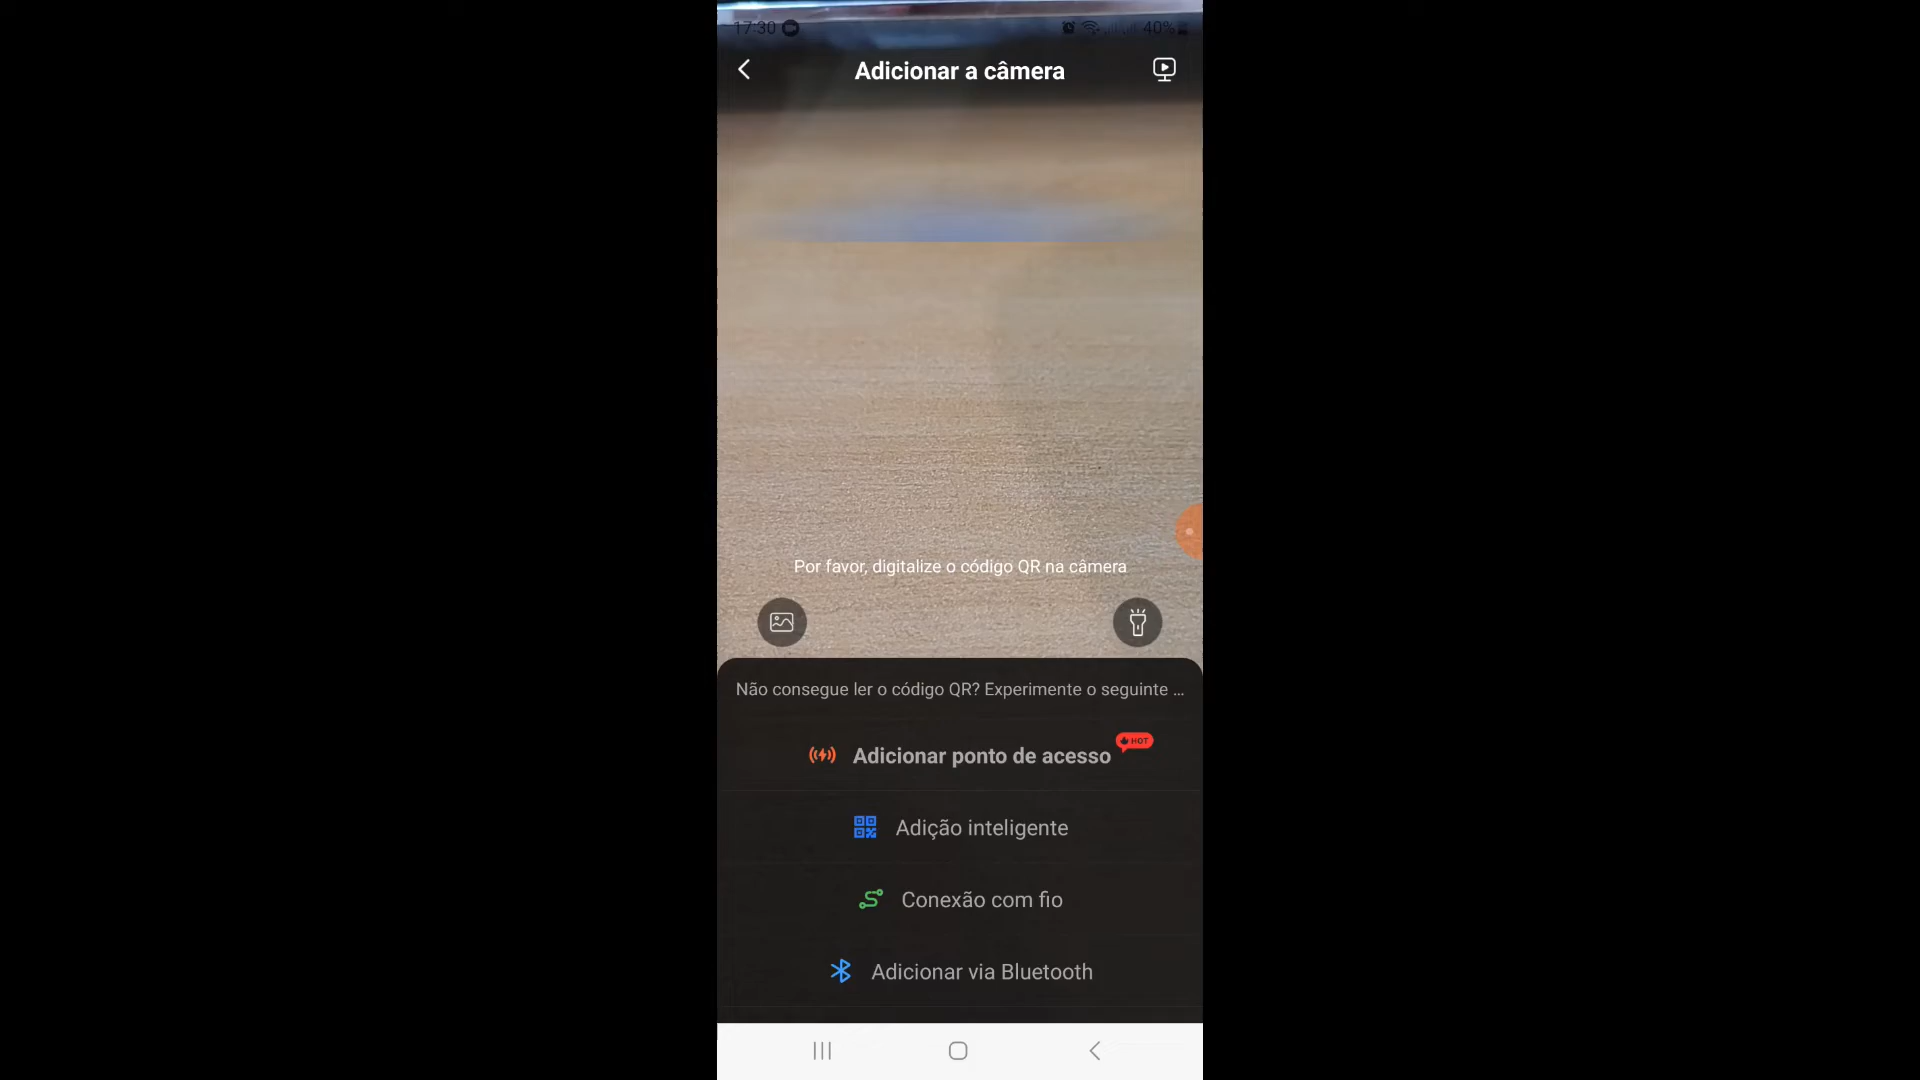 17:30 40%
Adicionar a câmera
Por favor, digitalize o código QR na câmera
Não consegue ler o código QR? Experimente o seguinte ...
HOT
Adicionar ponto de acesso
Adição inteligente
Conexão com fio
Adicionar via Bluetooth